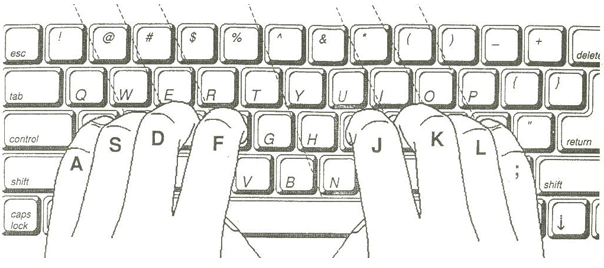 esc ! @ # $ % ^ & * ( ) _ + delete
tab Q W E R T Y U I O P { }
control A S D F G H J K L ; " return
shift V B N shift
caps lock ↓